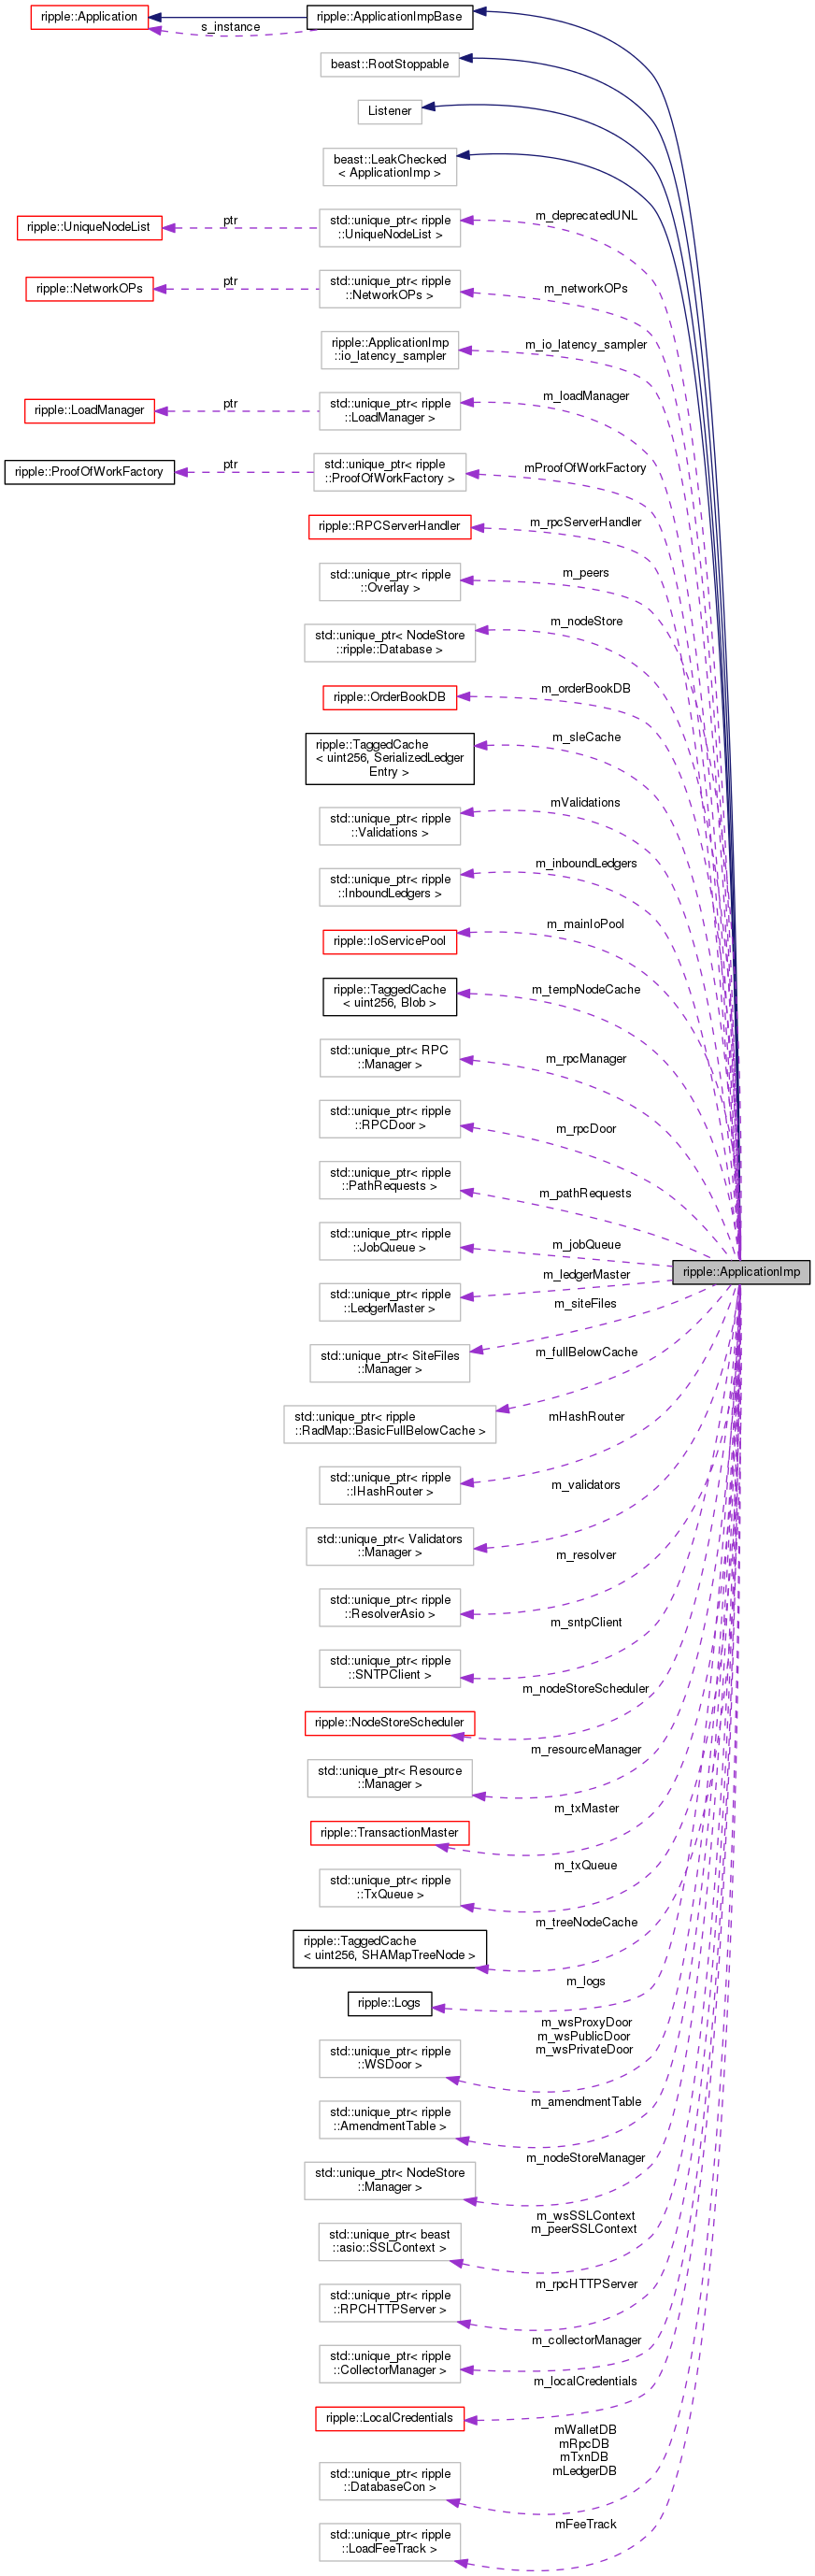 ripple::Application
s_instance
ripple::ApplicationImpBase
beast::RootStoppable
Listener
beast::LeakChecked
< ApplicationImp >
ripple::UniqueNodeList
ptr
std::unique_ptr< ripple
::UniqueNodeList >
m_deprecatedUNL
ripple::NetworkOPs
ptr
std::unique_ptr< ripple
::NetworkOPs >
m_networkOPs
ripple::ApplicationImp
::io_latency_sampler
m_io_latency_sampler
ripple::LoadManager
ptr
std::unique_ptr< ripple
::LoadManager >
m_loadManager
ripple::ProofOfWorkFactory
ptr
std::unique_ptr< ripple
::ProofOfWorkFactory >
mProofOfWorkFactory
ripple::RPCServerHandler
m_rpcServerHandler
std::unique_ptr< ripple
::Overlay >
m_peers
std::unique_ptr< NodeStore
::ripple::Database >
m_nodeStore
ripple::OrderBookDB
m_orderBookDB
ripple::TaggedCache
< uint256, SerializedLedger
Entry >
m_sleCache
std::unique_ptr< ripple
::Validations >
mValidations
std::unique_ptr< ripple
::InboundLedgers >
m_inboundLedgers
ripple::IoServicePool
m_mainIoPool
ripple::TaggedCache
< uint256, Blob >
m_tempNodeCache
std::unique_ptr< RPC
::Manager >
m_rpcManager
std::unique_ptr< ripple
::RPCDoor >
m_rpcDoor
std::unique_ptr< ripple
::PathRequests >
m_pathRequests
std::unique_ptr< ripple
::JobQueue >
m_jobQueue
ripple::ApplicationImp
std::unique_ptr< ripple
::LedgerMaster >
m_ledgerMaster
std::unique_ptr< SiteFiles
::Manager >
m_siteFiles
std::unique_ptr< ripple
::RadMap::BasicFullBelowCache >
m_fullBelowCache
std::unique_ptr< ripple
::IHashRouter >
mHashRouter
std::unique_ptr< Validators
::Manager >
m_validators
std::unique_ptr< ripple
::ResolverAsio >
m_resolver
std::unique_ptr< ripple
::SNTPClient >
m_sntpClient
ripple::NodeStoreScheduler
m_nodeStoreScheduler
std::unique_ptr< Resource
::Manager >
m_resourceManager
ripple::TransactionMaster
m_txMaster
std::unique_ptr< ripple
::TxQueue >
m_txQueue
ripple::TaggedCache
< uint256, SHAMapTreeNode >
m_treeNodeCache
ripple::Logs
m_logs
std::unique_ptr< ripple
::WSDoor >
m_wsProxyDoor
m_wsPublicDoor
m_wsPrivateDoor
std::unique_ptr< ripple
::AmendmentTable >
m_amendmentTable
std::unique_ptr< NodeStore
::Manager >
m_nodeStoreManager
std::unique_ptr< beast
::asio::SSLContext >
m_wsSSLContext
m_peerSSLContext
std::unique_ptr< ripple
::RPCHTTPServer >
m_rpcHTTPServer
std::unique_ptr< ripple
::CollectorManager >
m_collectorManager
ripple::LocalCredentials
m_localCredentials
std::unique_ptr< ripple
::DatabaseCon >
mWalletDB
mRpcDB
mTxnDB
mLedgerDB
std::unique_ptr< ripple
::LoadFeeTrack >
mFeeTrack